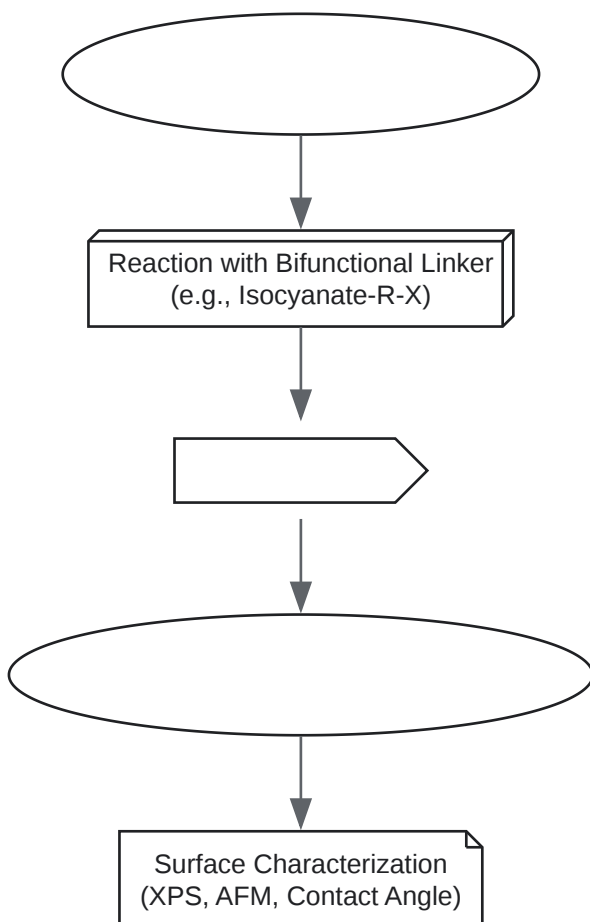 Reaction with Bifunctional Linker
(e.g., Isocyanate-R-X)
Surface Characterization
(XPS, AFM, Contact Angle)